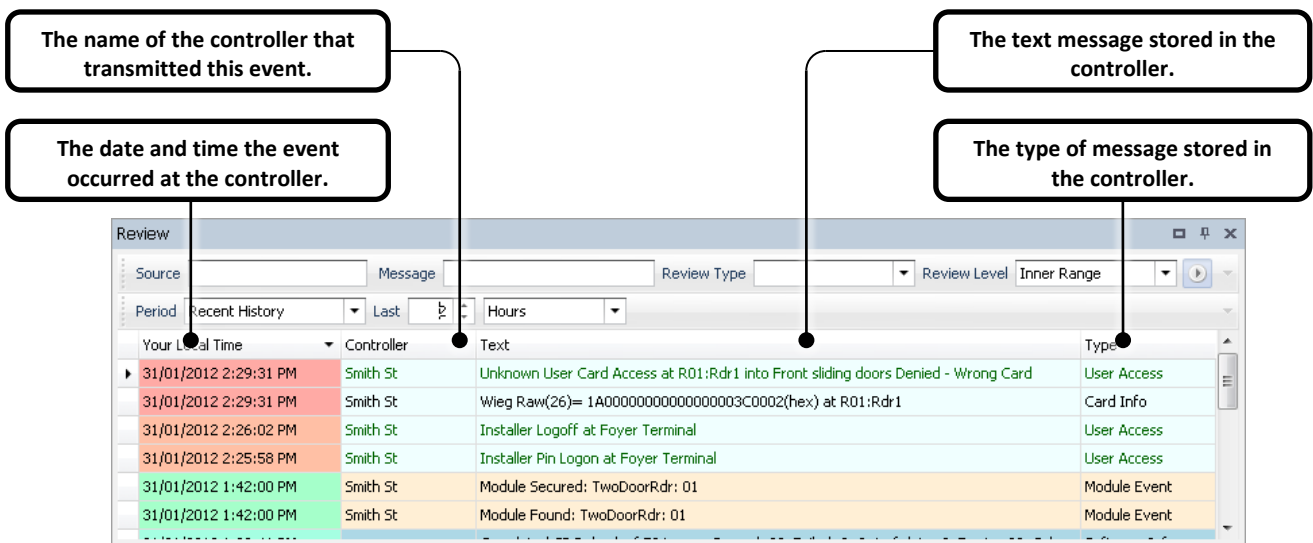 The name of the controller that
transmitted this event.
The text message stored in the
controller.
The date and time the event
occurred at the controller.
The type of message stored in
the controller.
Review
Source Message Review Type Review Level Inner Range
Period Recent History Last Hours
Your Local Time Controller Text Type
31/01/2012 2:29:31 PM Smith St Unknown User Card Access at R01:Rdr1 into Front sliding doors Denied - Wrong Card User Access
31/01/2012 2:29:31 PM Smith St Wieg Raw(26)= 1A00000000000000003C0002(hex) at R01:Rdr1 Card Info
31/01/2012 2:26:02 PM Smith St Installer Logoff at Foyer Terminal User Access
31/01/2012 2:25:58 PM Smith St Installer Pin Logon at Foyer Terminal User Access
31/01/2012 1:42:00 PM Smith St Module Secured: TwoDoorRdr: 01 Module Event
31/01/2012 1:42:00 PM Smith St Module Found: TwoDoorRdr: 01 Module Event